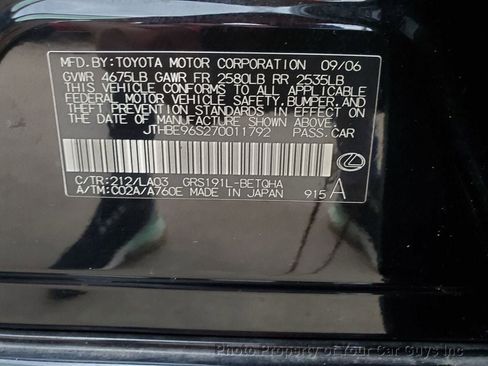 MFD.BY:TOYOTA MOTOR CORPORATION 09/06
GVWR 4675LB GAWR FR 2580LB RR 2535LB
THIS VEHICLE CONFORMS TO ALL APPLICABLE
FEDERAL MOTOR VEHICLE SAFETY, BUMPER, AND
THEFT PREVENTION STANDARDS IN EFFECT ON
THE DATE OF MANUFACTURE SHOWN ABOVE.
JTHBE96S270011792 PASS.CAR
C/TR:212/LA03 GRS191L-BETQHA
A/TM:C02A/A760E MADE IN JAPAN 915 A
Photo Property of Your Car Guys Inc